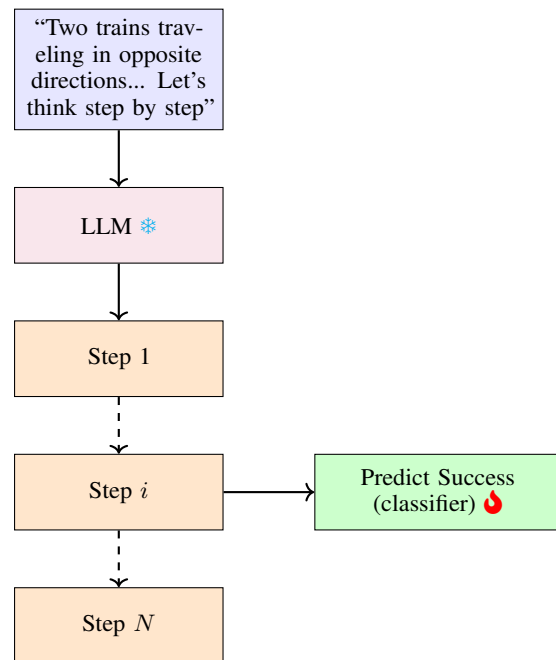 “Two trains trav-
eling in opposite
directions... Let's
think step by step”
LLM
Step 1
Step i
Predict Success
(classifier)
Step N